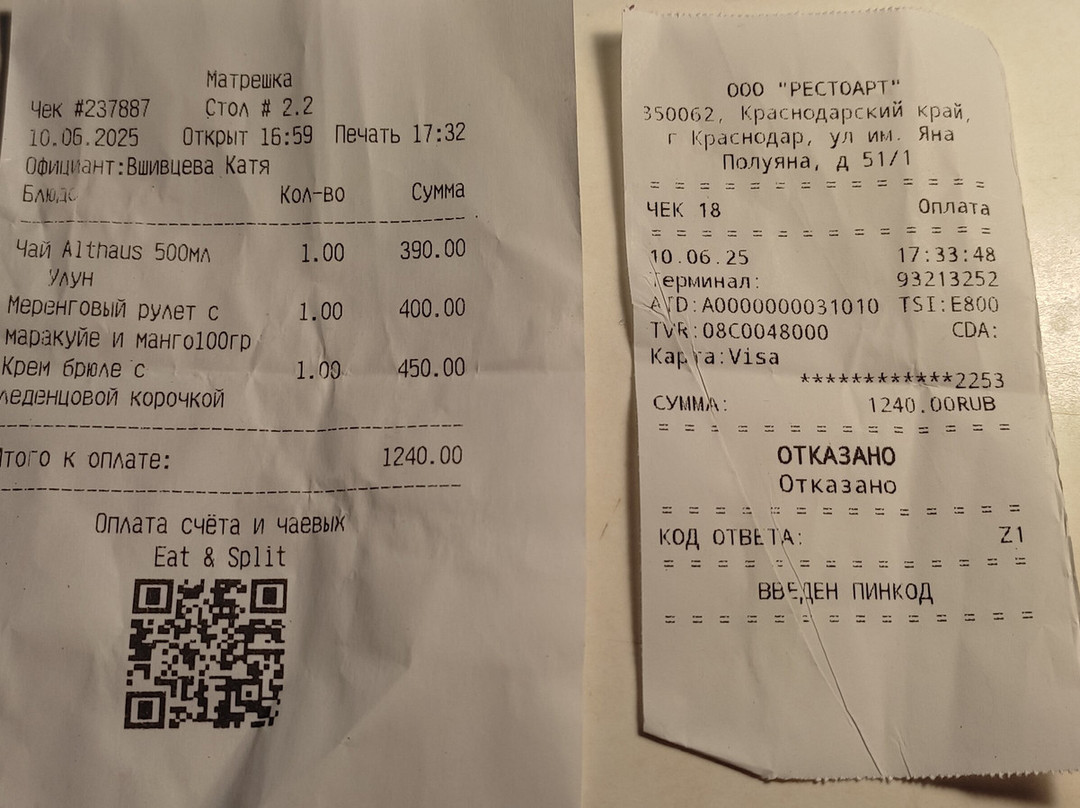 Матрешка
Чек #237887 Стол # 2.2
10.06.2025 Открыт 16:59 Печать 17:32
Официант:Вшивцева Катя
Блюдо Кол-во Сумма
Чай Althaus 500мл 1.00 390.00
Улун
Меренговый рулет с 1.00 400.00
маракуйе и манго100гр
Крем брюле с 1.00 450.00
леденцовой корочкой
Итого к оплате: 1240.00
Оплата счёта и чаевых
Eat & Split
ООО "РЕСТОАРТ"
350062, Краснодарский край,
г Краснодар, ул им. Яна
Полуяна, д 51/1
ЧЕК 18 Оплата
10.06.25 17:33:48
Терминал: 93213252
AID:A0000000031010 TSI:E800
TVR:08C0048000 CDA:
Карта:Visa
************2253
СУММА: 1240.00RUB
ОТКАЗАНО
Отказано
КОД ОТВЕТА: Z1
ВВЕДЕН ПИНКОД